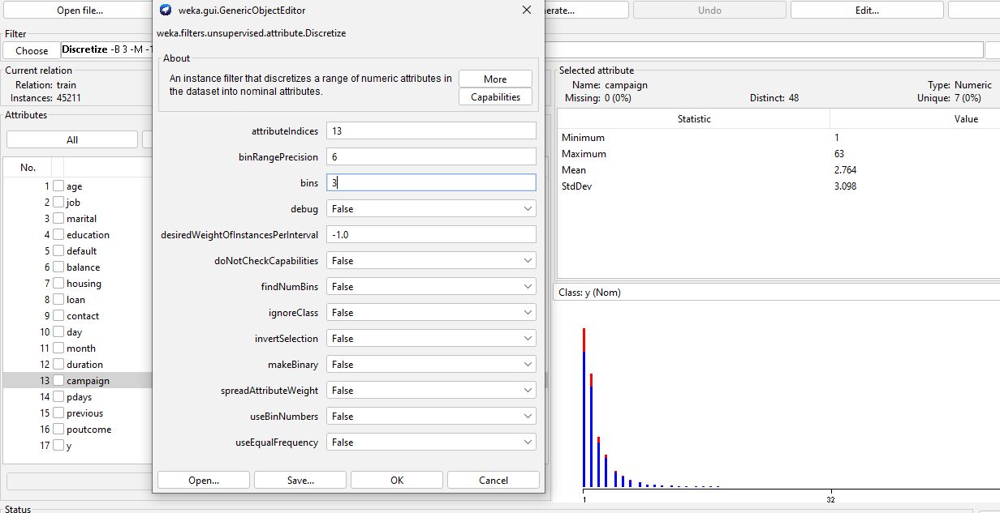 Open file...
weka.gui.GenericObjectEditor
erate...
Undo
Edit...
Filter
weka.filters.unsupervised.attribute.Discretize
Choose
Discretize -B 3 -M -1
About
An instance filter that discretizes a range of numeric attributes in
the dataset into nominal attributes.
More
Capabilities
Current relation
Relation: train
Instances: 45211
Selected attribute
Name: campaign
Type: Numeric
Missing: 0 (0%)
Distinct: 48
Unique: 7 (0%)
Attributes
All
No.
1 age
2 job
3 marital
4 education
5 default
6 balance
7 housing
8 loan
9 contact
10 day
11 month
12 duration
13 campaign
14 pdays
15 previous
16 poutcome
17 y
attributeIndices 13
binRangePrecision 6
bins 3
debug False
desiredWeightOfInstancesPerInterval -1.0
doNotCheckCapabilities False
findNumBins False
ignoreClass False
invertSelection False
makeBinary False
spreadAttributeWeight False
useBinNumbers False
useEqualFrequency False
Open...
Save...
OK
Cancel
Statistic Value
Minimum 1
Maximum 63
Mean 2.764
StdDev 3.098
Class: y (Nom)
1
32
Status